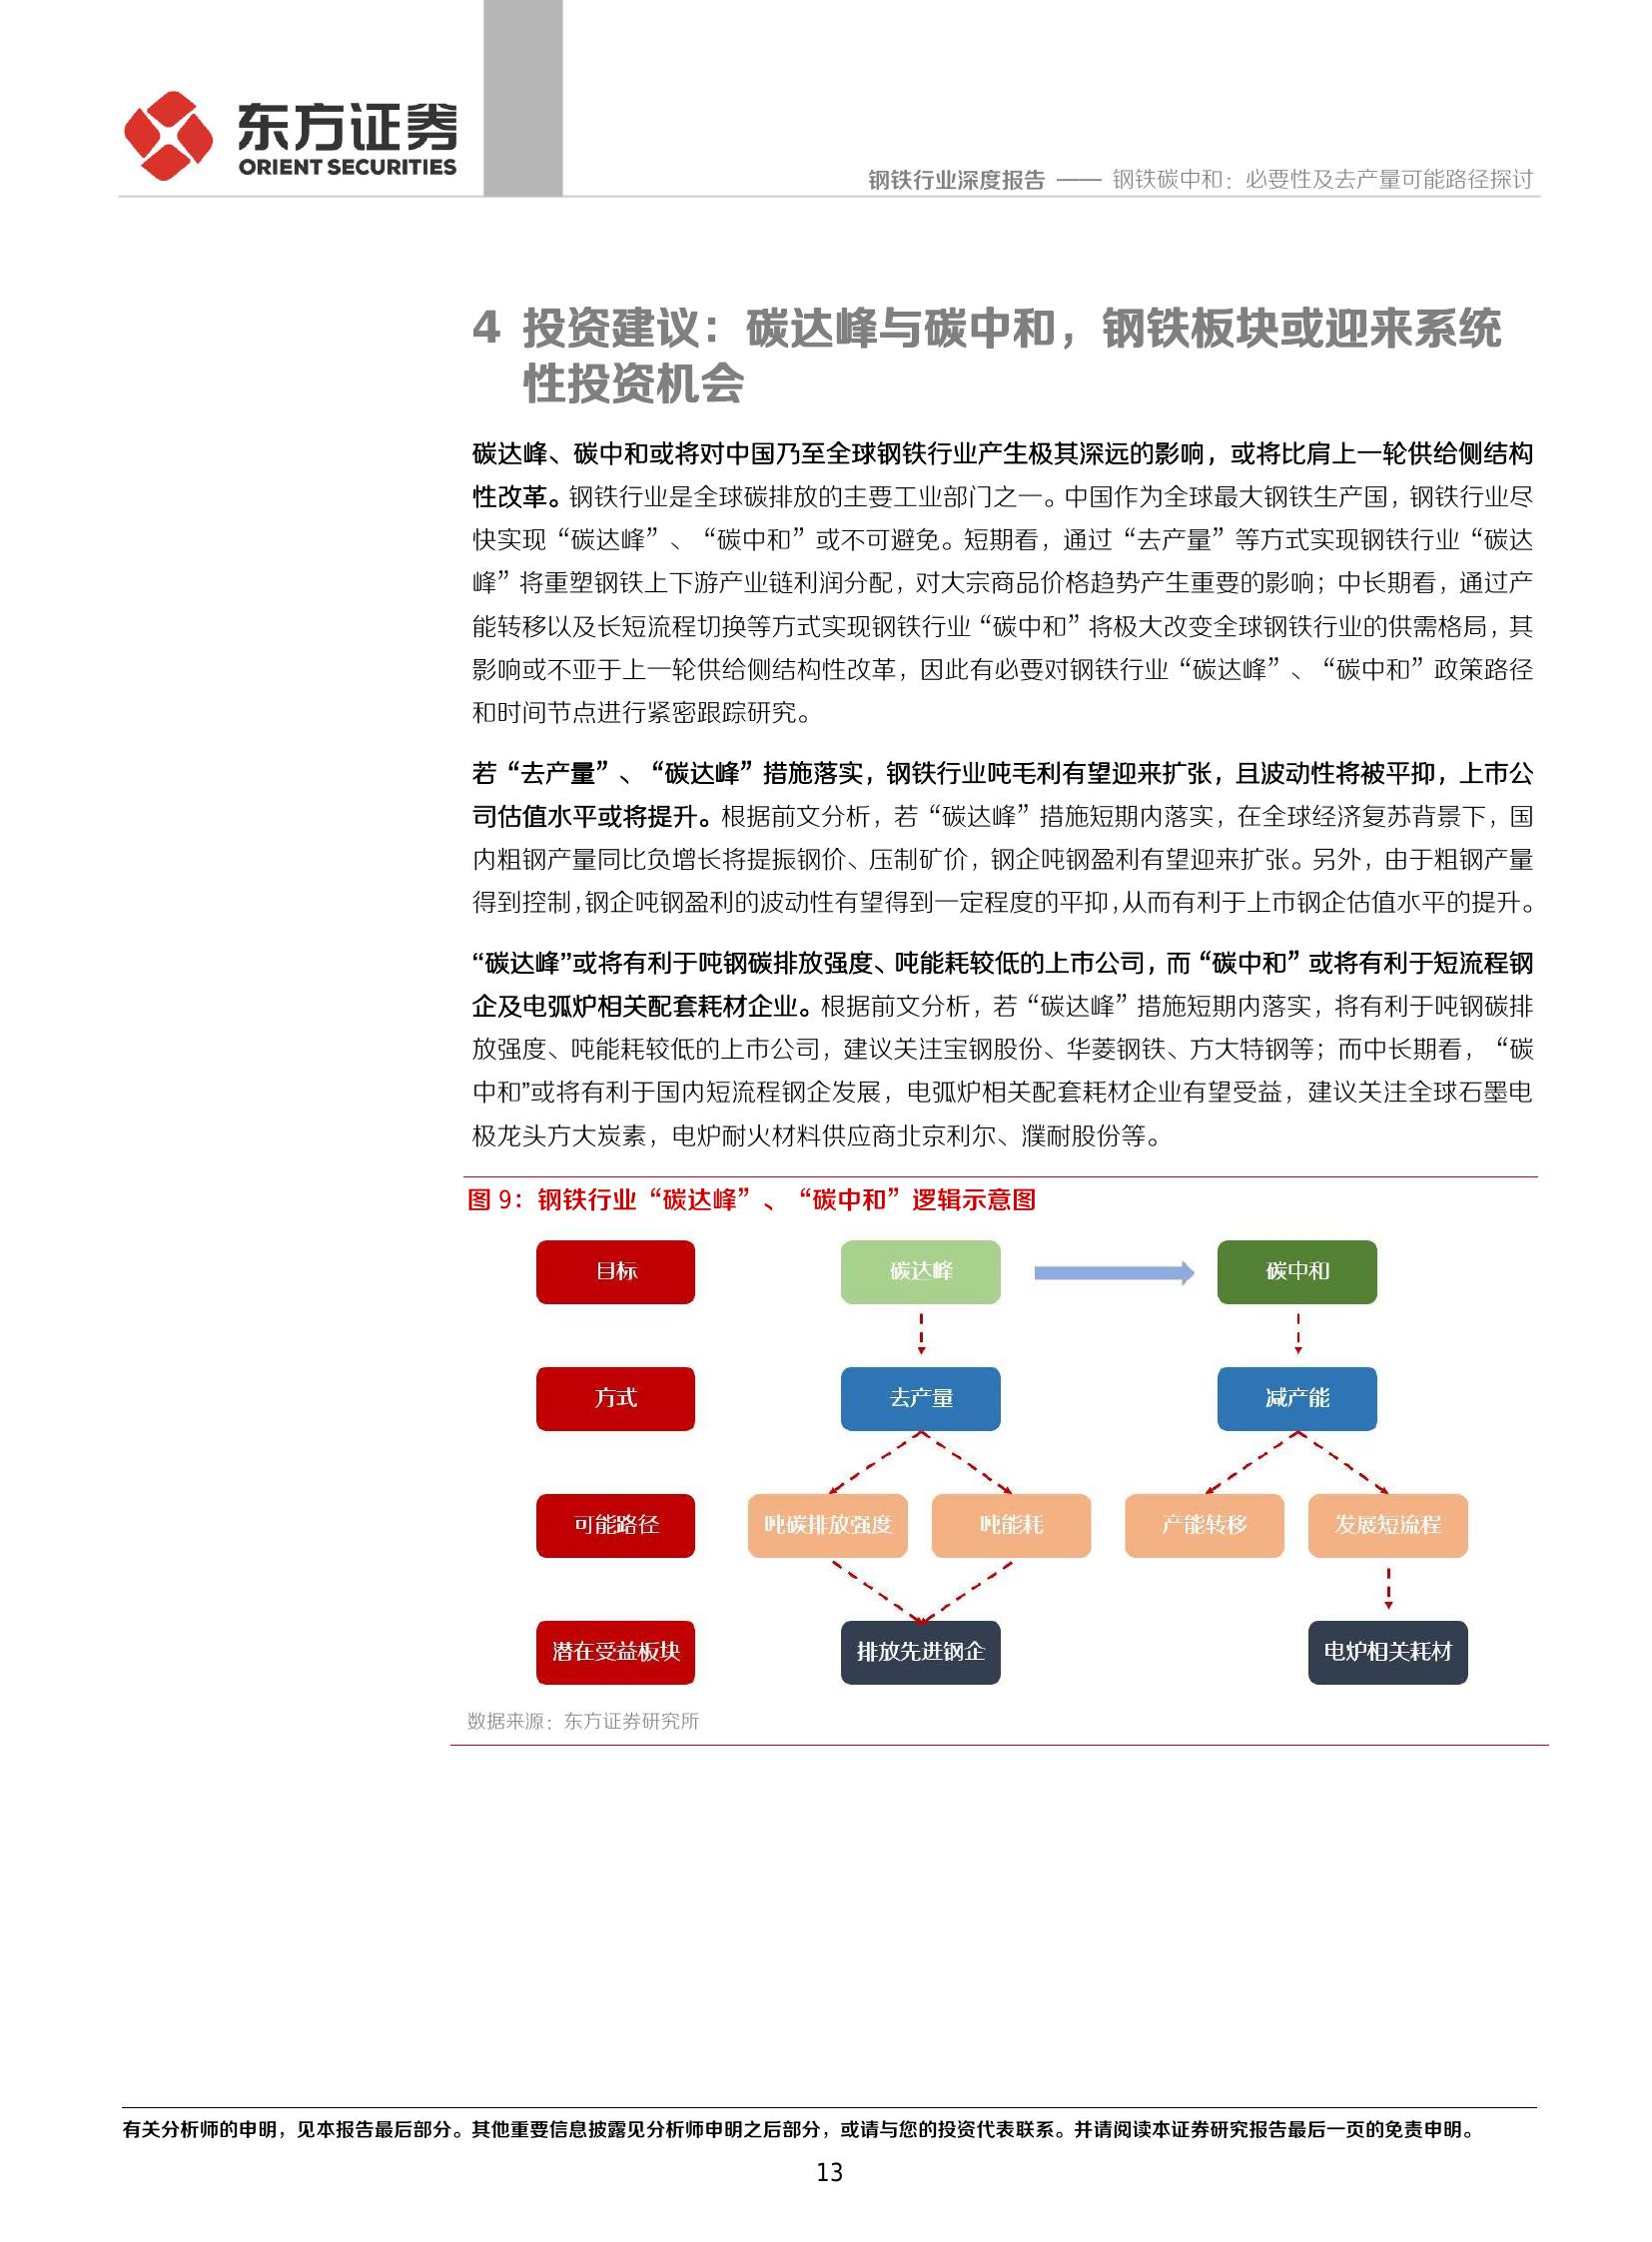 东方证券
ORIENT SECURITIES
钢铁行业深度报告 —— 钢铁碳中和：必要性及去产量可能路径探讨
4 投资建议：碳达峰与碳中和，钢铁板块或迎来系统
性投资机会
碳达峰、碳中和或将对中国乃至全球钢铁行业产生极其深远的影响，或将比肩上一轮供给侧结构
性改革。钢铁行业是全球碳排放的主要工业部门之一。中国作为全球最大钢铁生产国，钢铁行业尽
快实现“碳达峰”、“碳中和”或不可避免。短期看，通过“去产量”等方式实现钢铁行业“碳达
峰”将重塑钢铁上下游产业链利润分配，对大宗商品价格趋势产生重要的影响；中长期看，通过产
能转移以及长短流程切换等方式实现钢铁行业“碳中和”将极大改变全球钢铁行业的供需格局，其
影响或不亚于上一轮供给侧结构性改革，因此有必要对钢铁行业“碳达峰”、“碳中和”政策路径
和时间节点进行紧密跟踪研究。
若“去产量”、“碳达峰”措施落实，钢铁行业吨毛利有望迎来扩张，且波动性将被平抑，上市公
司估值水平或将提升。根据前文分析，若“碳达峰”措施短期内落实，在全球经济复苏背景下，国
内粗钢产量同比负增长将提振钢价、压制矿价，钢企吨钢盈利有望迎来扩张。另外，由于粗钢产量
得到控制，钢企吨钢盈利的波动性有望得到一定程度的平抑，从而有利于上市钢企估值水平的提升。
“碳达峰”或将有利于吨钢碳排放强度、吨能耗较低的上市公司，而“碳中和”或将有利于短流程钢
企及电弧炉相关配套耗材企业。根据前文分析，若“碳达峰”措施短期内落实，将有利于吨钢碳排
放强度、吨能耗较低的上市公司，建议关注宝钢股份、华菱钢铁、方大特钢等；而中长期看，“碳
中和”或将有利于国内短流程钢企发展，电弧炉相关配套耗材企业有望受益，建议关注全球石墨电
极龙头方大炭素，电炉耐火材料供应商北京利尔、濮耐股份等。
图 9：钢铁行业“碳达峰”、“碳中和”逻辑示意图
目标 碳达峰 碳中和
方式 去产量 减产能
可能路径 吨碳排放强度 吨能耗 产能转移 发展短流程
潜在受益板块 排放先进钢企 电炉相关耗材
数据来源：东方证券研究所
有关分析师的申明，见本报告最后部分。其他重要信息披露见分析师申明之后部分，或请与您的投资代表联系。并请阅读本证券研究报告最后一页的免责申明。
13